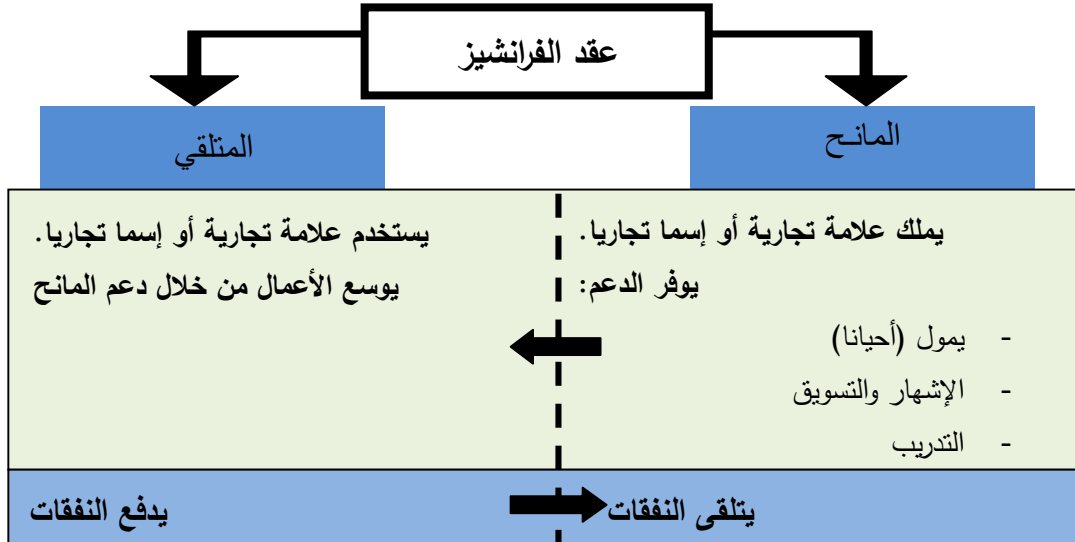 عقد الفرانشيز
المانـح
المتلقي
يملك علامة تجارية أو إسما تجاريا.
يوفر الدعم:
- يمول (أحيانا)
- الإشهار والتسويق
- التدريب
يستخدم علامة تجارية أو إسما تجاريا.
يوسع الأعمال من خلال دعم المانح
يتلقى النفقات
يدفع النفقات